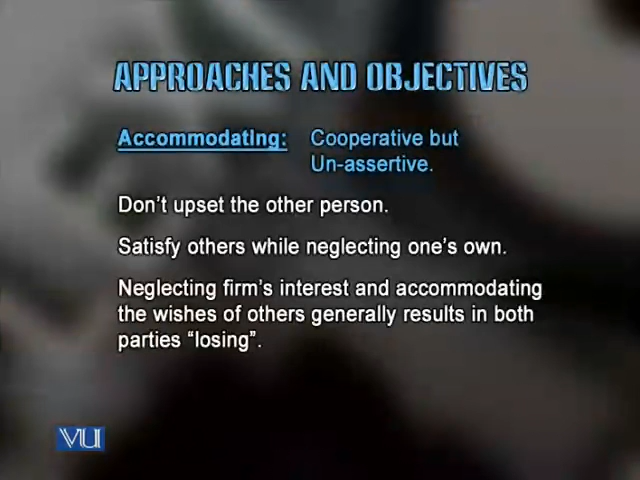 APPROACHES AND OBJECTIVES
Accommodating: Cooperative but
Un-assertive.
Don't upset the other person.
Satisfy others while neglecting one's own.
Neglecting firm's interest and accommodating
the wishes of others generally results in both
parties “losing”.
VU